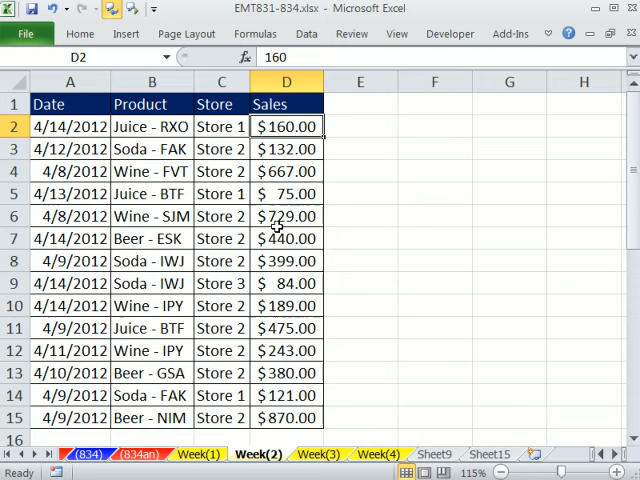 EMT831-834.xlsx - Microsoft Excel
File Home Insert Page Layout Formulas Data Review View Developer Add-Ins
D2 fx 160
A B C D E F G H
1 Date Product Store Sales
2 4/14/2012 Juice - RXO Store 1 $160.00
3 4/12/2012 Soda - FAK Store 2 $132.00
4 4/8/2012 Wine - FVT Store 2 $667.00
5 4/13/2012 Juice - BTF Store 1 $ 75.00
6 4/8/2012 Wine - SJM Store 2 $729.00
7 4/14/2012 Beer - ESK Store 2 $440.00
8 4/9/2012 Soda - IWJ Store 2 $399.00
9 4/14/2012 Soda - IWJ Store 3 $ 84.00
10 4/14/2012 Wine - IPY Store 2 $189.00
11 4/9/2012 Juice - BTF Store 2 $475.00
12 4/11/2012 Wine - IPY Store 2 $243.00
13 4/10/2012 Beer - GSA Store 2 $380.00
14 4/9/2012 Soda - FAK Store 1 $121.00
15 4/9/2012 Beer - NIM Store 2 $870.00
16
(834) (834an) Week(1) Week(2) Week(3) Week(4) Sheet9 Sheet15
Ready 115%